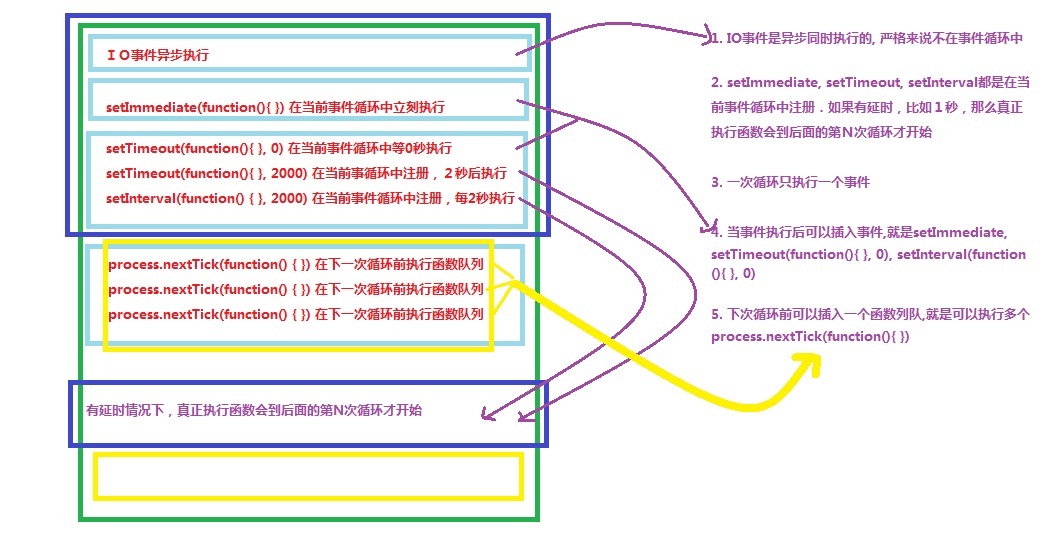 ＩＯ事件异步执行
setImmediate(function(){ }) 在当前事件循环中立刻执行
setTimeout(function(){ }, 0) 在当前事件循环中等0秒执行
setTimeout(function(){ }, 2000) 在当前事循环中注册，２秒后执行
setInterval(function() { }, 2000) 在当前事件循环中注册，每2秒执行
process.nextTick(function() { }) 在下一次循环前执行函数队列
process.nextTick(function() { }) 在下一次循环前执行函数队列
process.nextTick(function() { }) 在下一次循环前执行函数队列
有延时情况下，真正执行函数会到后面的第N次循环才开始
1. IO事件是异步同时执行的, 严格来说不在事件循环中
2. setImmediate, setTimeout, setInterval都是在当
前事件循环中注册．如果有延时，比如１秒，那么真正
执行函数会到后面的第Ｎ次循环才开始
3. 一次循环只执行一个事件
4. 当事件执行后可以插入事件,就是setImmediate,
setTimeout(function(){ }, 0), setInterval(function
(){ }, 0)
5. 下次循环前可以插入一个函数列队,就是可以执行多个
process.nextTick(function(){ })